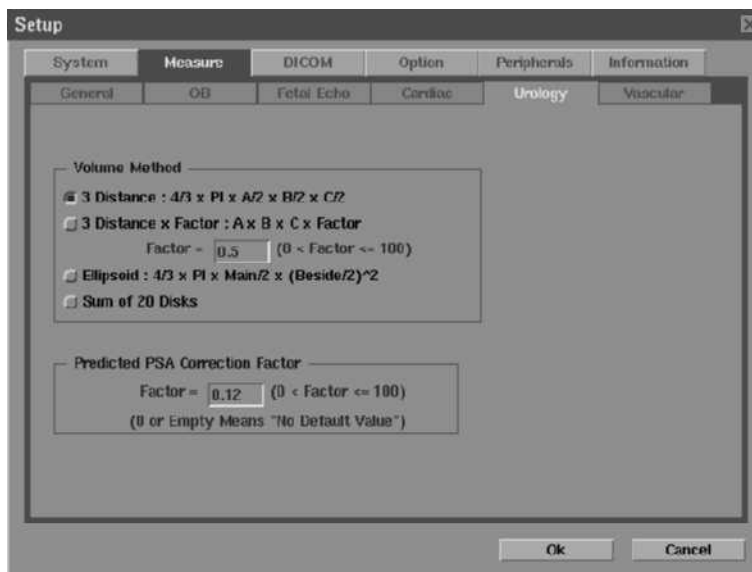 Setup
System Measure DICOM Option Peripherals Information
General OB Fetal Echo Cardiac Urology Vascular
Volume Method
3 Distance : 4/3 x PI x A/2 x B/2 x C/2
3 Distance x Factor : A x B x C x Factor
Factor = 0.5 (0 < Factor <= 100)
Ellipsoid : 4/3 x PI x Main/2 x (Beside/2)^2
Sum of 20 Disks
Predicted PSA Correction Factor
Factor = 0.12 (0 < Factor <= 100)
(0 or Empty Means "No Default Value")
Ok Cancel